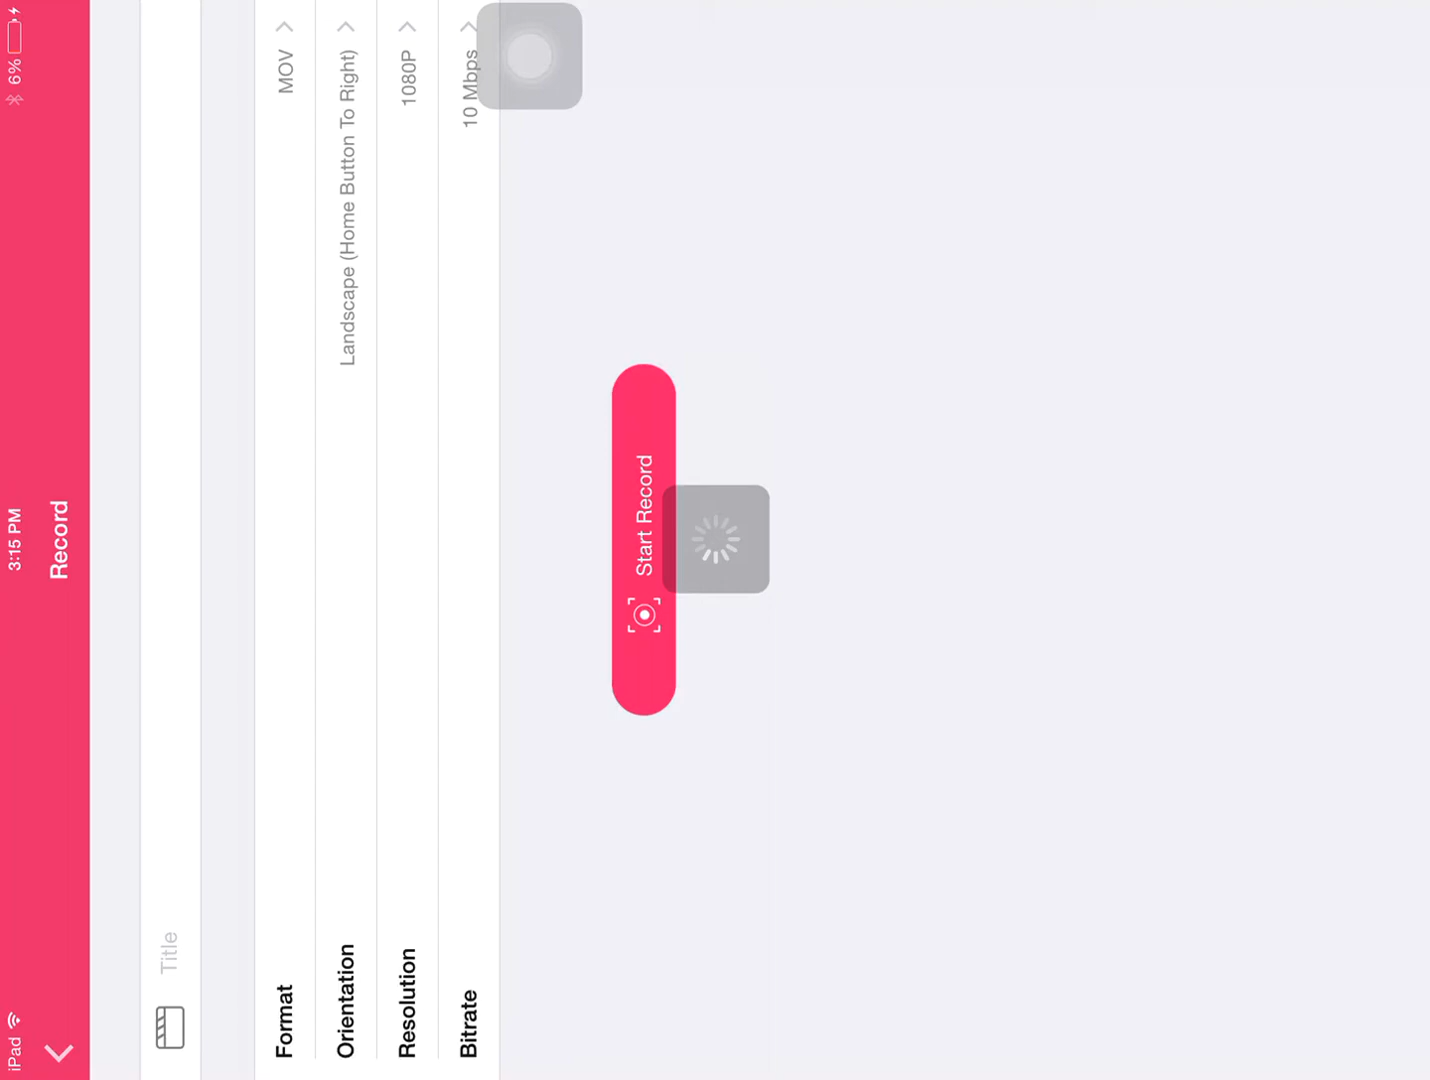 iPad 3:15 PM 6%
Record
Title
Format MOV
Orientation Landscape (Home Button To Right)
Resolution 1080P
Bitrate 10 Mbps
Start Record